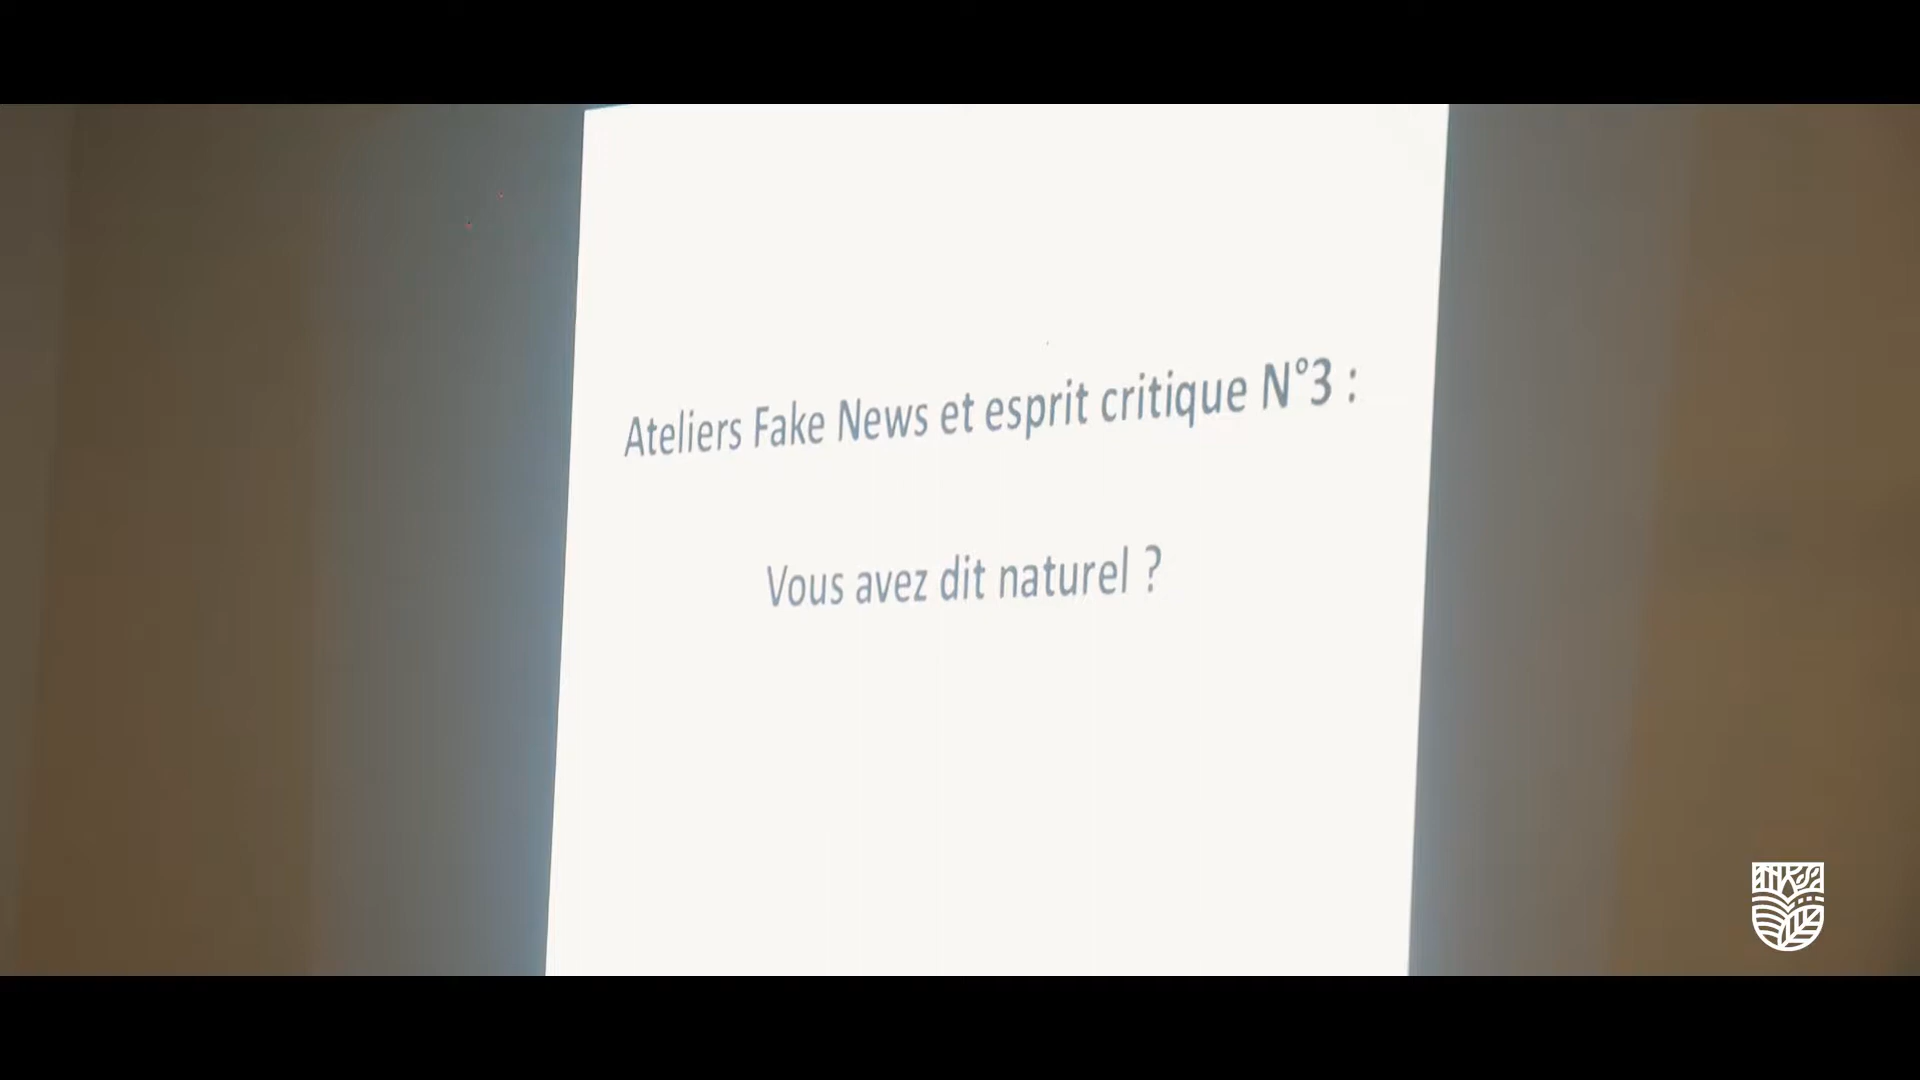 Ateliers Fake News et esprit critique N°3 :
Vous avez dit naturel ?